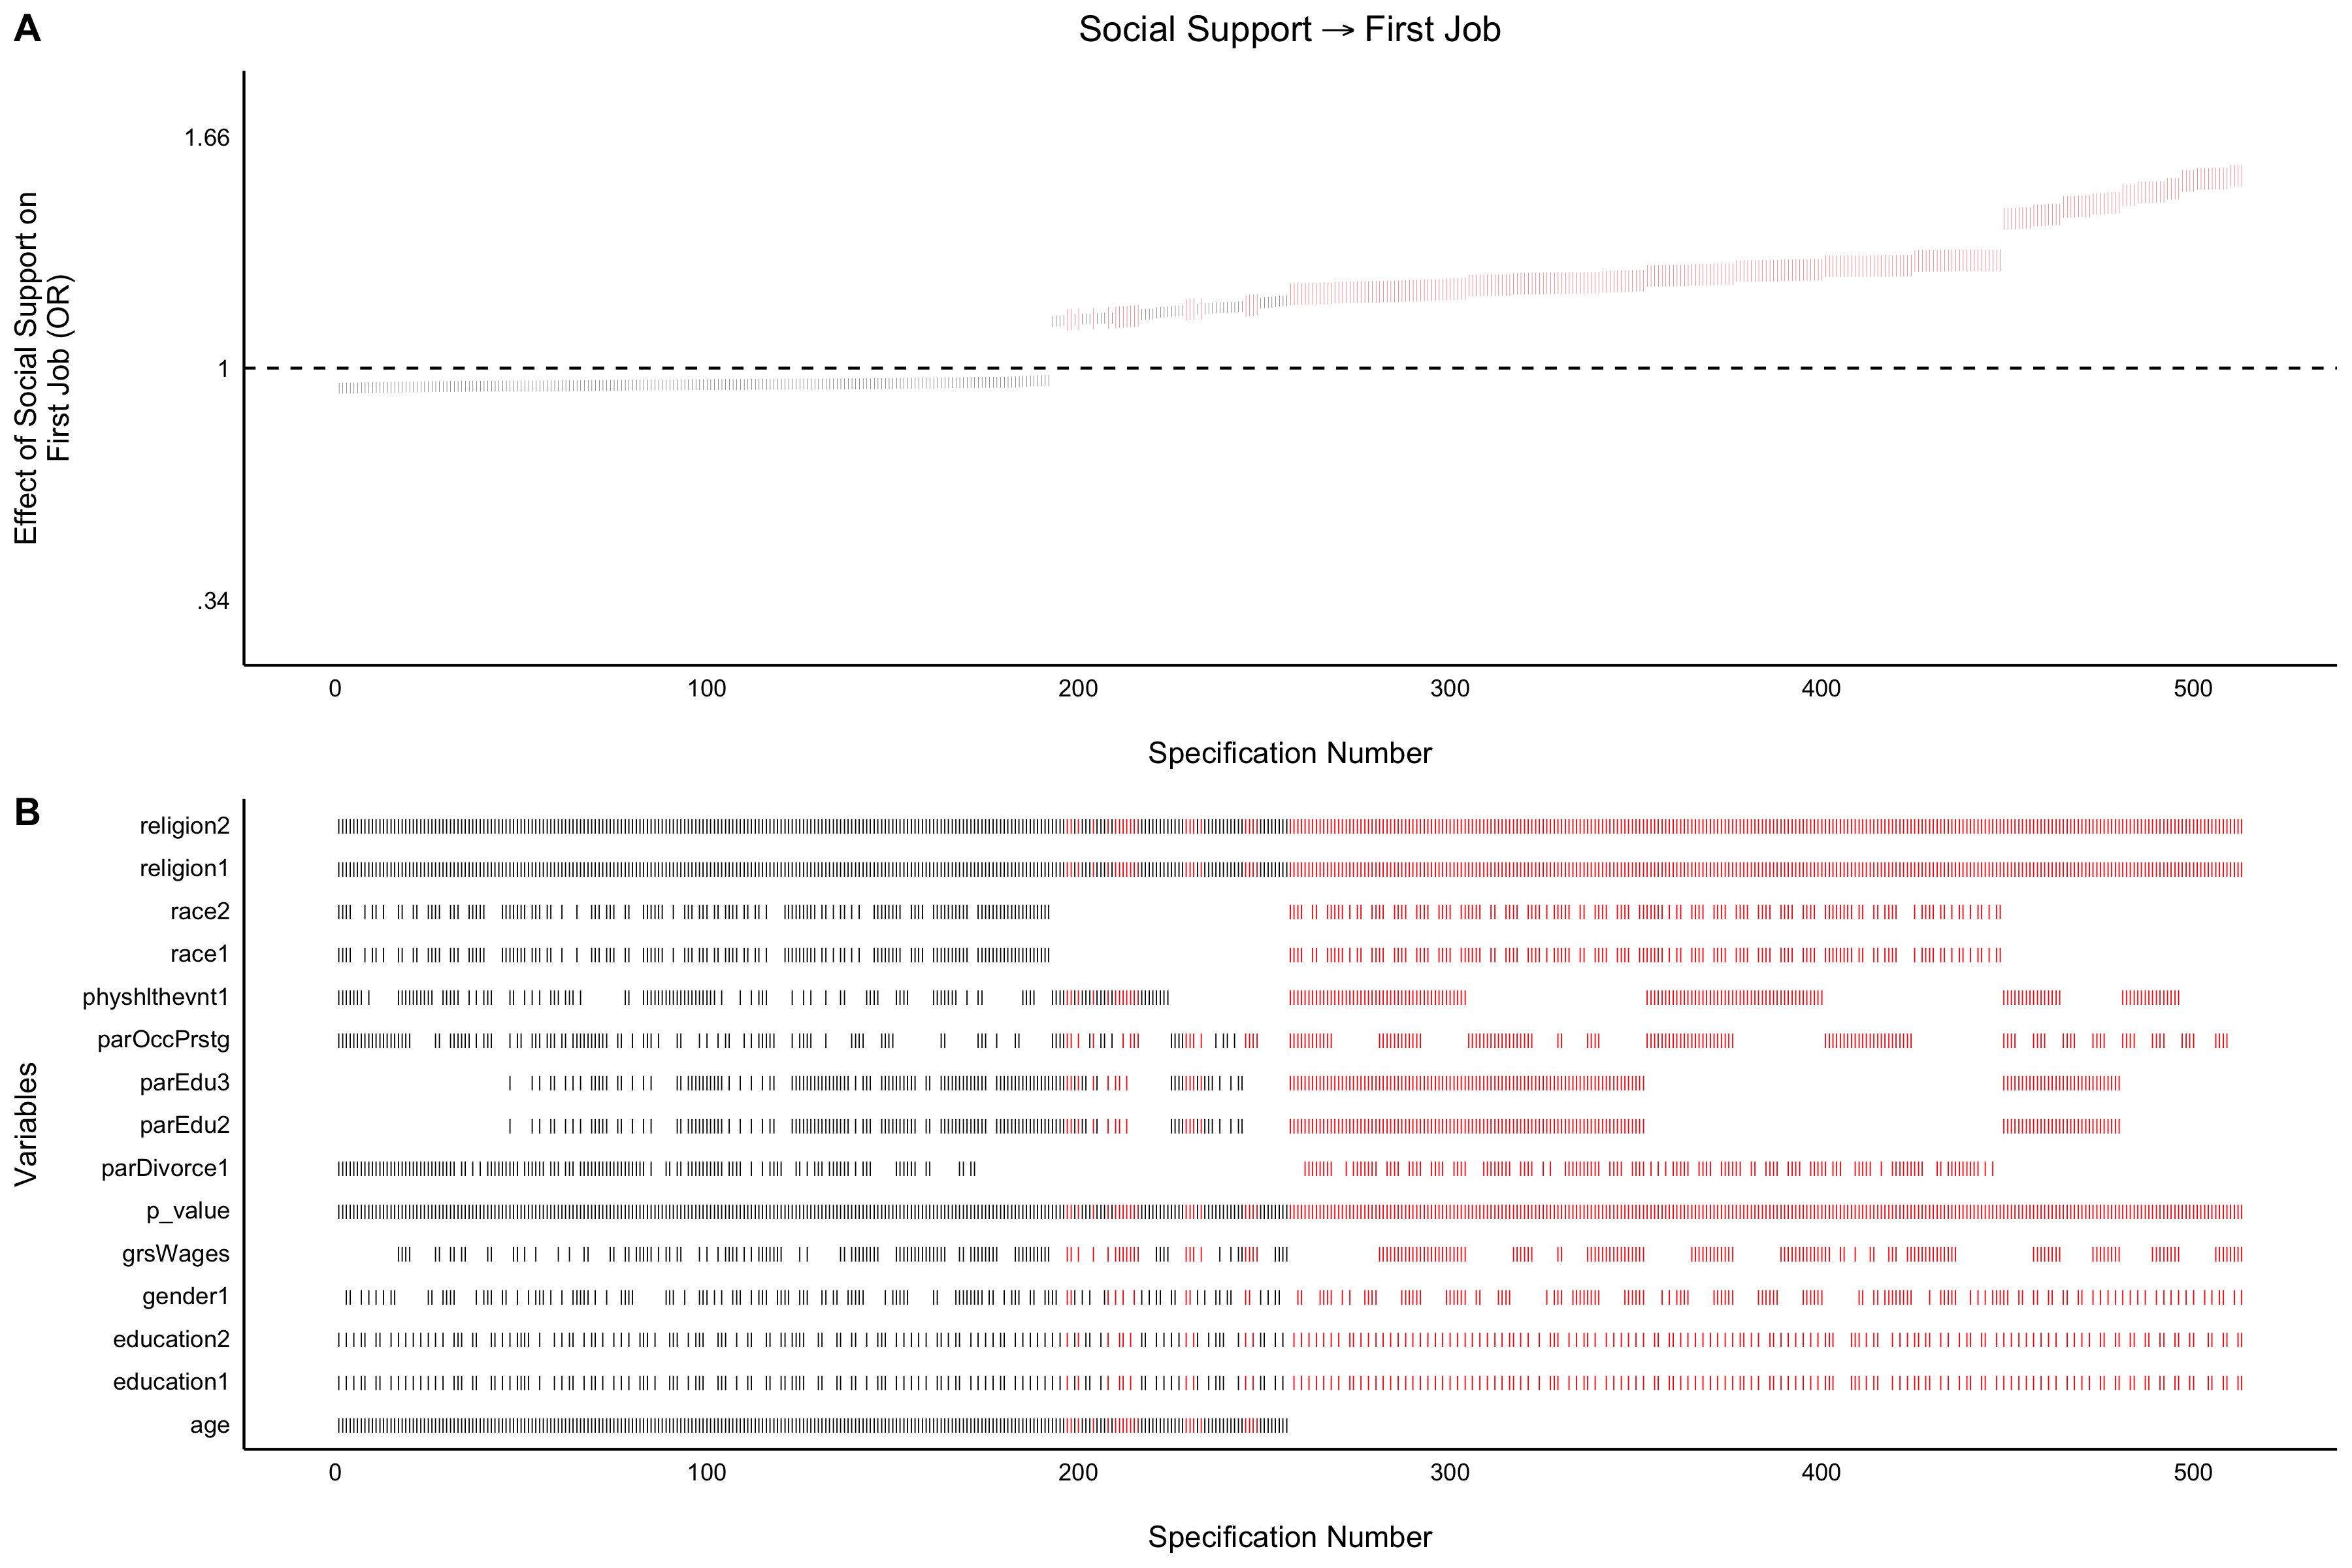 A
Social Support → First Job
Effect of Social Support on
First Job (OR)
1.66
1
.34
0 100 200 300 400 500
Specification Number
B
Variables
religion2
religion1
race2
race1
physhlthevnt1
parOccPrstg
parEdu3
parEdu2
parDivorce1
p_value
grsWages
gender1
education2
education1
age
0 100 200 300 400 500
Specification Number